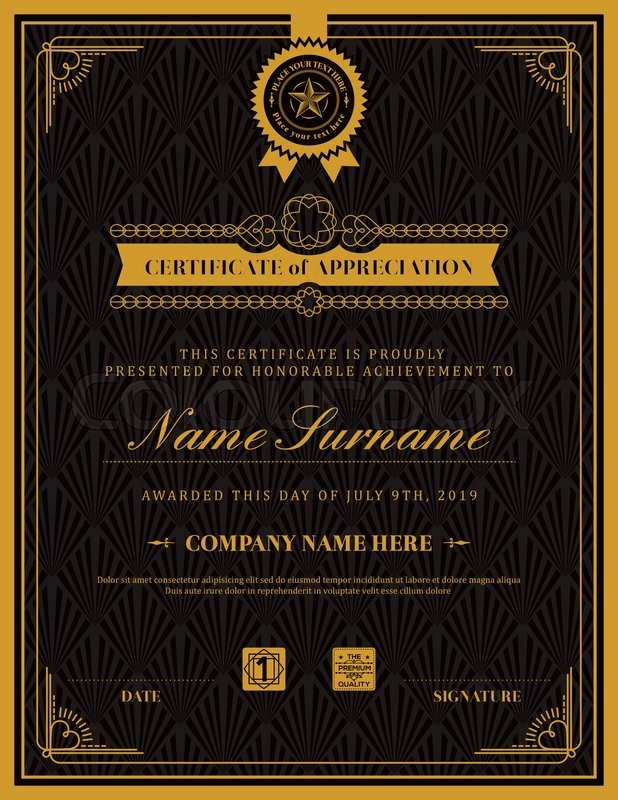 PLACE YOUR TEXT HERE
place your text here
CERTIFICATE of APPRECIATION
THIS CERTIFICATE IS PROUDLY
PRESENTED FOR HONORABLE ACHIEVEMENT TO
colourbox
Name Surname
AWARDED THIS DAY OF JULY 9TH, 2019
COMPANY NAME HERE
Dolor sit amet consectetur adipisicing elit sed do eiusmod tempor incididunt ut labore et dolore magna aliqua
Duis aute irure dolor in reprehenderit in voluptate velit esse cillum dolore
1
THE
PREMIUM
QUALITY
DATE
SIGNATURE